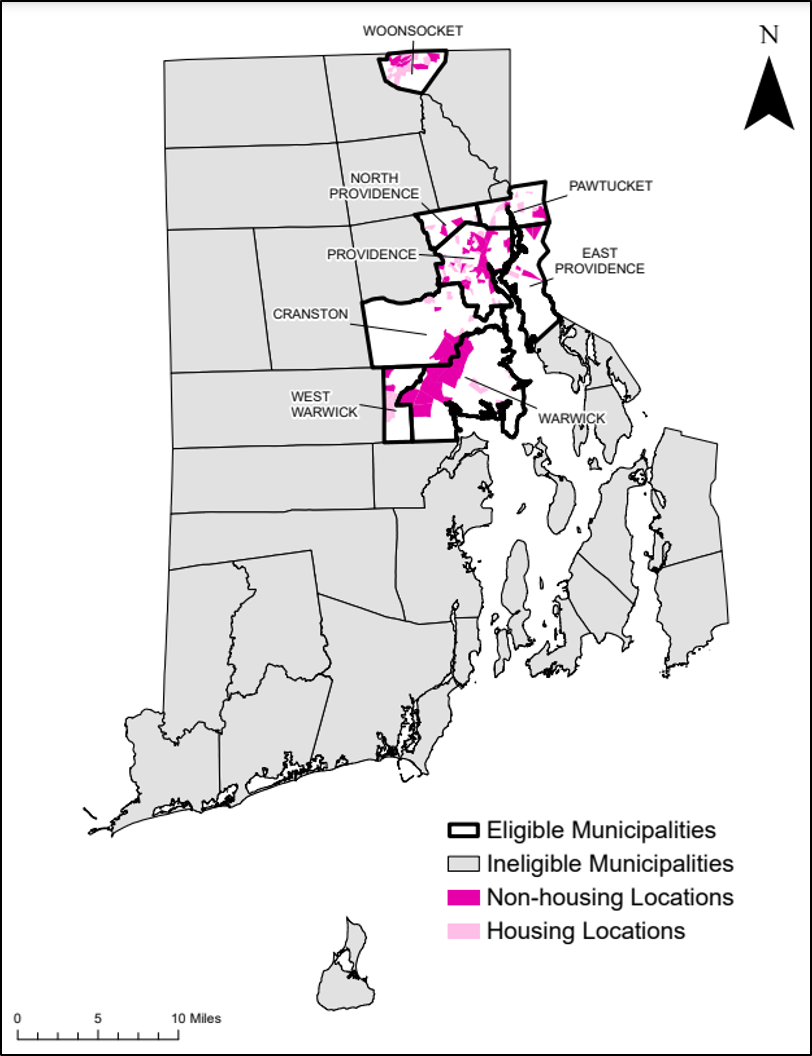 WOONSOCKET
N
NORTH
PROVIDENCE
PAWTUCKET
PROVIDENCE
EAST
PROVIDENCE
CRANSTON
WEST
WARWICK
WARWICK
Eligible Municipalities
Ineligible Municipalities
Non-housing Locations
Housing Locations
0 5 10 Miles